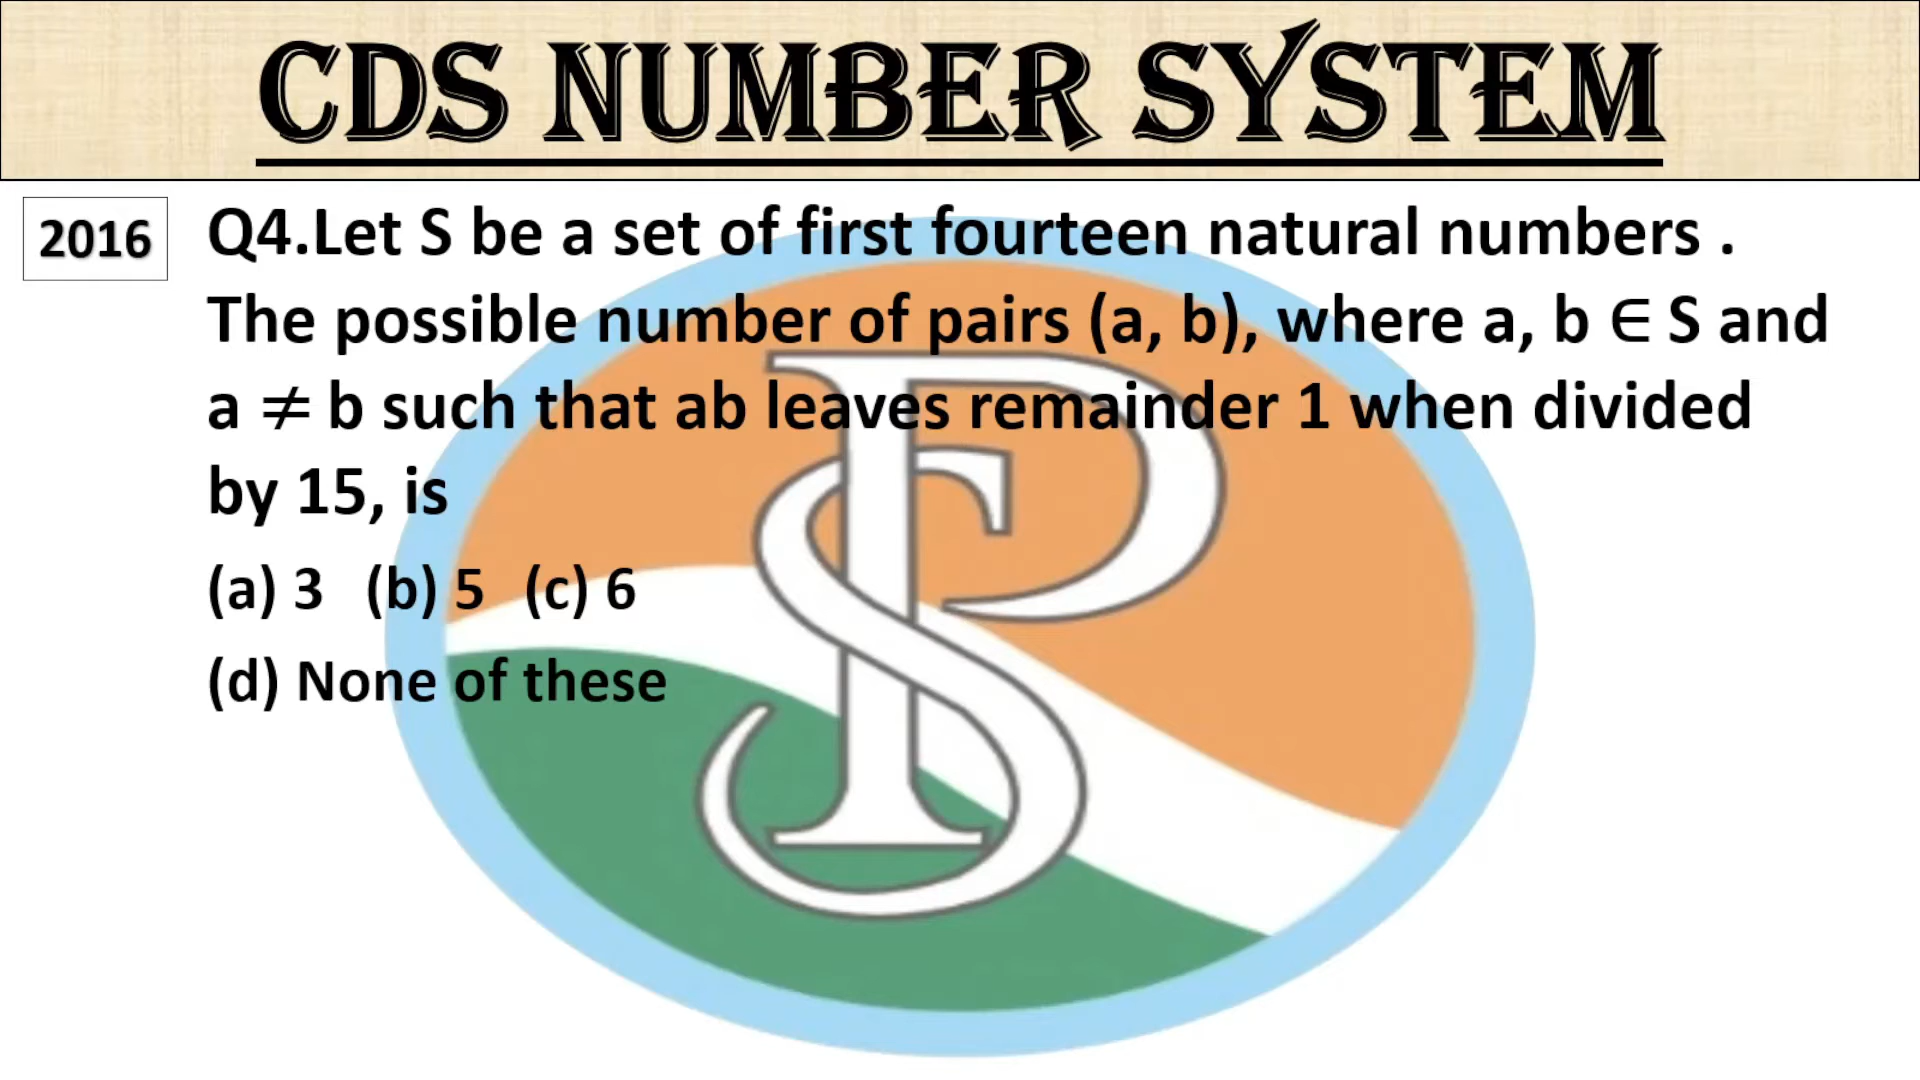 CDS NUMBER SYSTEM
2016
Q4.Let S be a set of first fourteen natural numbers .
The possible number of pairs (a, b), where a, b ∈ S and
a ≠ b such that ab leaves remainder 1 when divided
by 15, is
(a) 3 (b) 5 (c) 6
(d) None of these